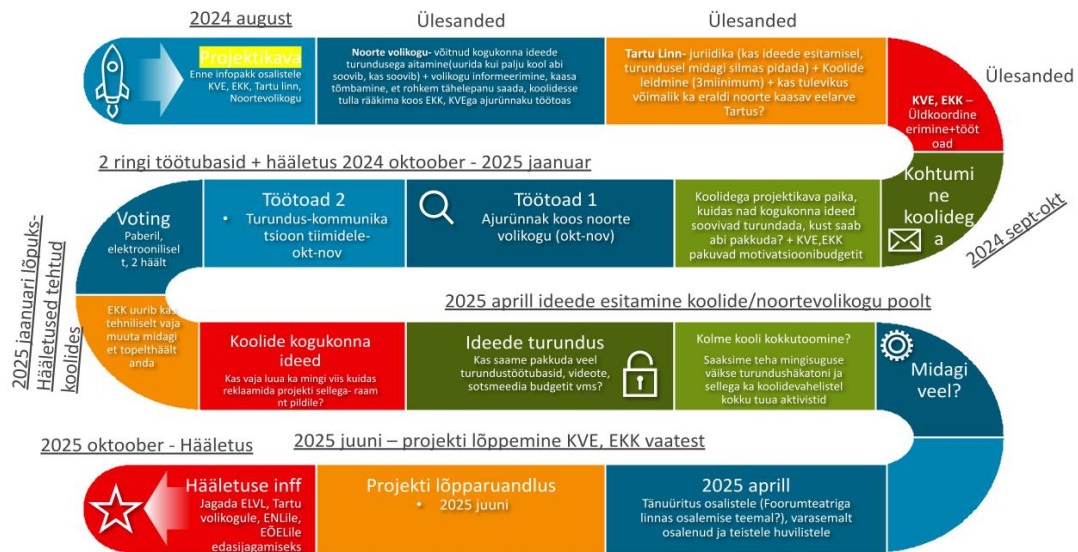 2024 august
Ülesanded
Ülesanded
Projektikava
Enne infopakk osalistele
KVE, EKK, Tartu linn,
Noortevolikogu
Noorte volikogu- võitnud kogukonna ideede
turundusega aitamine(uurida kui palju kool abi
soovib, kas soovib) + volikogu informeerimine, kaasa
tõmbamine, et rohkem tähelepanu saada, koolidesse
tulla rääkima koos EKK, KVEga ajurünnaku töötoas
Tartu Linn- juriidika (kas ideede esitamisel,
turundusel midagi silmas pidada) + Koolide
leidmine (3miinimum) + kas tulevikus
võimalik ka eraldi noorte kaasav eelarve
Tartus?
Ülesanded
KVE, EKK –
Üldkoordine
erimine+tööt
oad
2 ringi töötubasid + hääletus 2024 oktoober - 2025 jaanuar
Voting
Paberil,
elektroonilisel
t, 2 häält
Töötoad 2
• Turundus-kommunika
tsioon tiimidele-
okt-nov
Töötoad 1
Ajurünnak koos noorte
volikogu (okt-nov)
Koolidega projektikava paika,
kuidas nad kogukonna ideed
soovivad turundada, kust saab
abi pakkuda? + KVE,EKK
pakuvad motivatsioonibudgetit
Kohtumi
ne
koolideg
a
2024 sept-okt
2025 jaanuari lõpuks-
Hääletused tehtud
koolides
2025 aprill ideede esitamine koolide/noortevolikogu poolt
EKK uurib kas
tehniliselt vaja
muuta midagi
et topelthäält
anda
Koolide kogukonna
ideed
Kas vaja luua ka mingi viis kuidas
reklaamida projekti sellega- raam
nt pildile?
Ideede turundus
Kas saame pakkuda veel
turundustöötubasid, videote,
sotsmeedia budgetit vms?
Kolme kooli kokkutoomine?
Saaksime teha mingisuguse
väikse turundushäkatoni ja
sellega ka koolidevahelistel
kokku tuua aktivistid
Midagi
veel?
2025 oktoober - Hääletus
2025 juuni – projekti lõppemine KVE, EKK vaatest
Hääletuse inff
Jagada ELVL, Tartu
volikogule, ENLile,
EÕELile
edasijagamiseks
Projekti lõpparuandlus
• 2025 juuni
2025 aprill
Tänuüritus osalistele (Foorumteatriga
linnas osalemise teemal?), varasemalt
osalenud ja teistele huvilistele